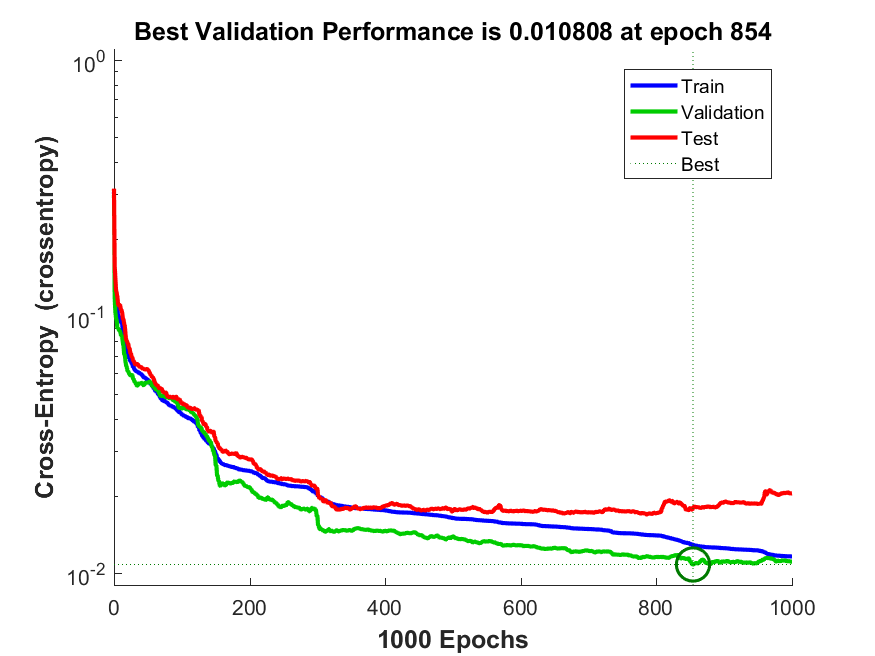 Best Validation Performance is 0.010808 at epoch 854
Cross-Entropy (crossentropy)
10^0
10^-1
10^-2
Train
Validation
Test
Best
0 200 400 600 800 1000
1000 Epochs